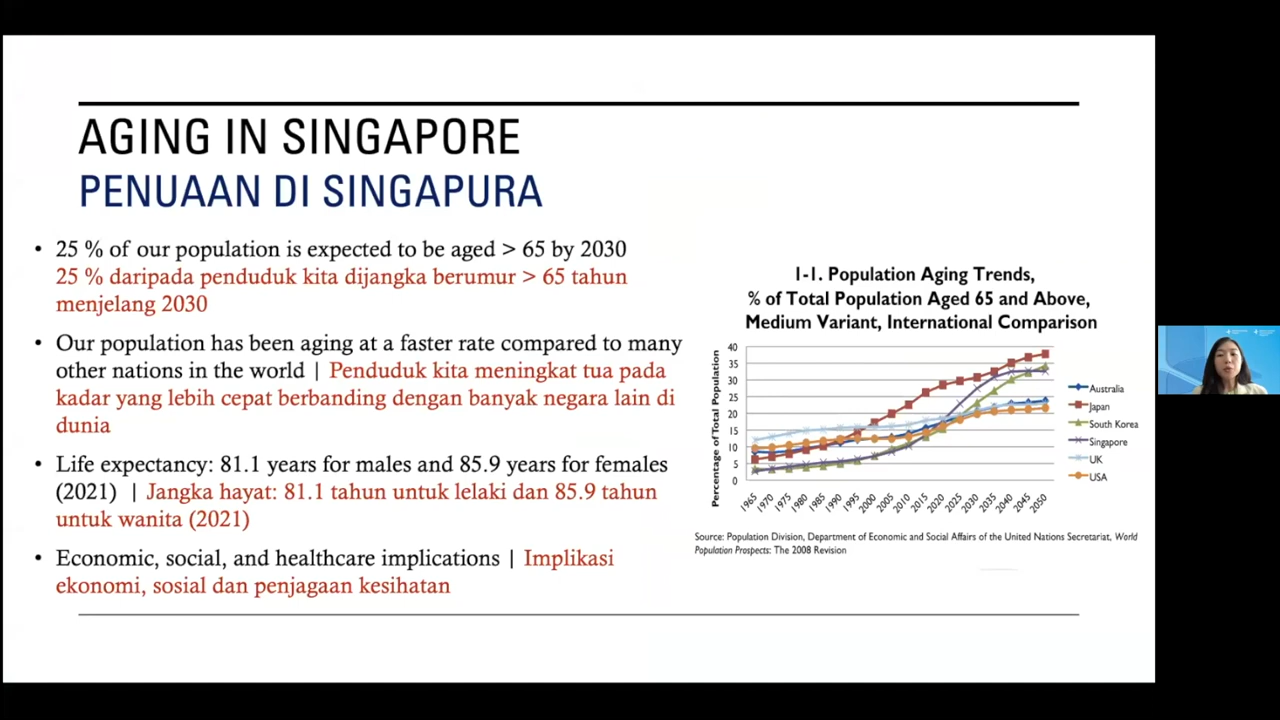 AGING IN SINGAPORE
PENUAAN DI SINGAPURA
• 25 % of our population is expected to be aged > 65 by 2030
25 % daripada penduduk kita dijangka berumur > 65 tahun
menjelang 2030
• Our population has been aging at a faster rate compared to many
other nations in the world | Penduduk kita meningkat tua pada
kadar yang lebih cepat berbanding dengan banyak negara lain di
dunia
• Life expectancy: 81.1 years for males and 85.9 years for females
(2021) | Jangka hayat: 81.1 tahun untuk lelaki dan 85.9 tahun
untuk wanita (2021)
• Economic, social, and healthcare implications | Implikasi
ekonomi, sosial dan penjagaan kesihatan
1-1. Population Aging Trends,
% of Total Population Aged 65 and Above,
Medium Variant, International Comparison
Percentage of Total Population
40
35
30
25
20
15
10
5
0
1965 1970 1975 1980 1985 1990 1995 2000 2005 2010 2015 2020 2025 2030 2035 2040 2045 2050
Australia
Japan
South Korea
Singapore
UK
USA
Source: Population Division, Department of Economic and Social Affairs of the United Nations Secretariat, World
Population Prospects: The 2008 Revision